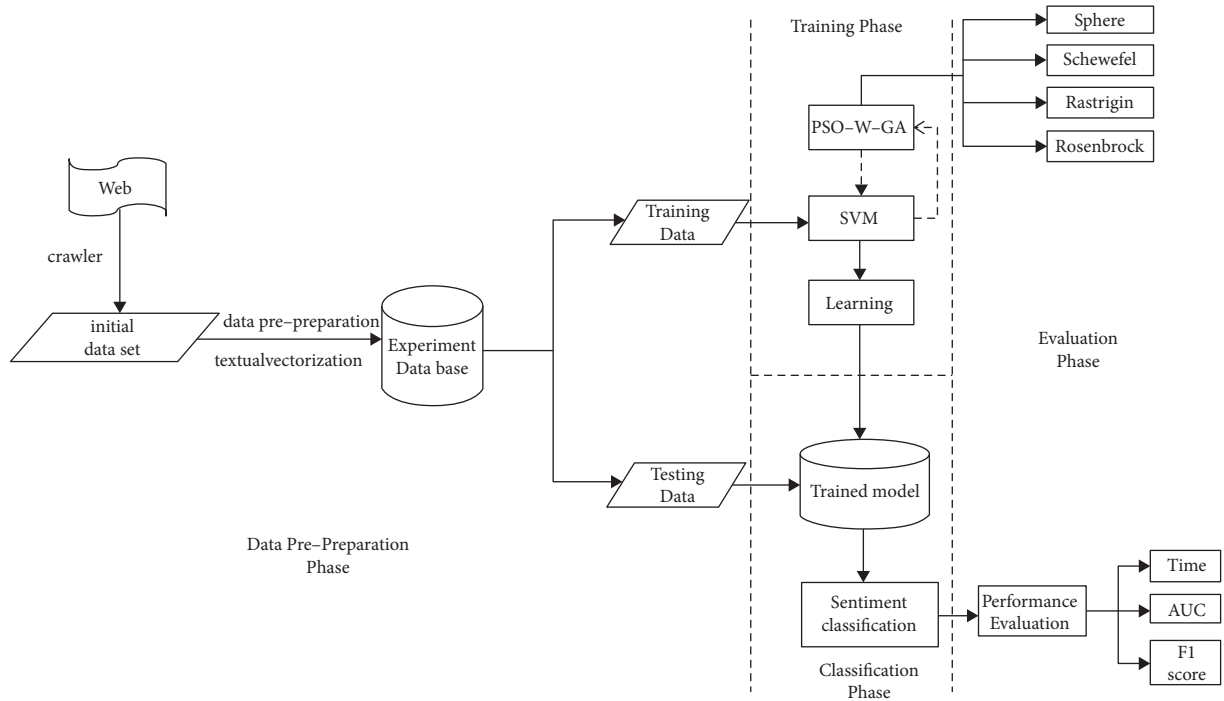 Training Phase
Sphere
Schewefel
Rastrigin
Rosenbrock
PSO–W–GA
Web
Training
Data
SVM
crawler
Learning
initial
data set
data pre–preparation
textualvectorization
Experiment
Data base
Evaluation
Phase
Testing
Data
Trained model
Data Pre–Preparation
Phase
Sentiment
classification
Performance
Evaluation
Time
AUC
F1
score
Classification
Phase